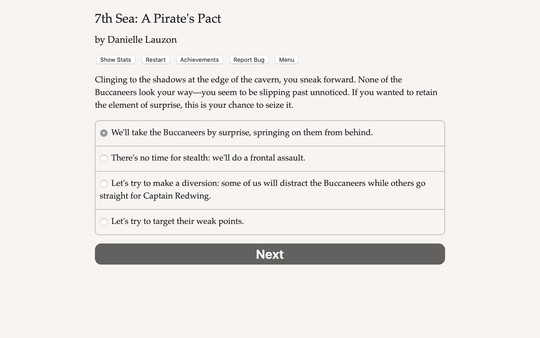 7th Sea: A Pirate's Pact
by Danielle Lauzon
Show Stats Restart Achievements Report Bug Menu
Clinging to the shadows at the edge of the cavern, you sneak forward. None of the
Buccaneers look your way—you seem to be slipping past unnoticed. If you wanted to retain
the element of surprise, this is your chance to seize it.
We'll take the Buccaneers by surprise, springing on them from behind.
There's no time for stealth: we'll do a frontal assault.
Let's try to make a diversion: some of us will distract the Buccaneers while others go
straight for Captain Redwing.
Let's try to target their weak points.
Next